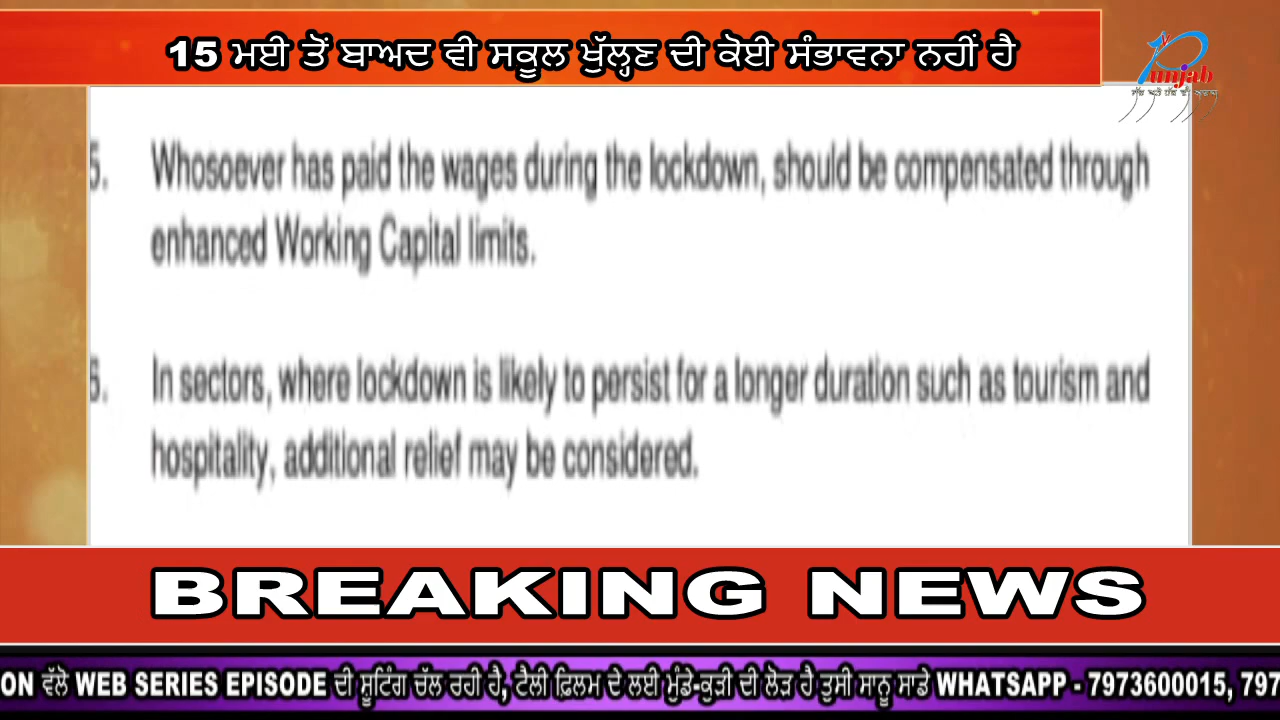 15 ਮਈ ਤੋਂ ਬਾਅਦ ਵੀ ਸਕੂਲ ਖੁੱਲ੍ਹਣ ਦੀ ਕੋਈ ਸੰਭਾਵਨਾ ਨਹੀਂ ਹੈ
Punjab
5. Whosoever has paid the wages during the lockdown, should be compensated through
enhanced Working Capital limits.
6. In sectors, where lockdown is likely to persist for a longer duration such as tourism and
hospitality, additional relief may be considered.
BREAKING NEWS
ON ਵੱਲੋ WEB SERIES EPISODE ਦੀ ਸ਼ੂਟਿੰਗ ਚੱਲ ਰਹੀ ਹੈ, ਟੈਲੀ ਫ਼ਿਲਮ ਦੇ ਲਈ ਮੁੰਡੇ-ਕੁੜੀ ਦੀ ਲੋੜ ਹੈ ਤੁਸੀ ਸਾਨੂ ਸਾਡੇ WHATSAPP - 7973600015, 797